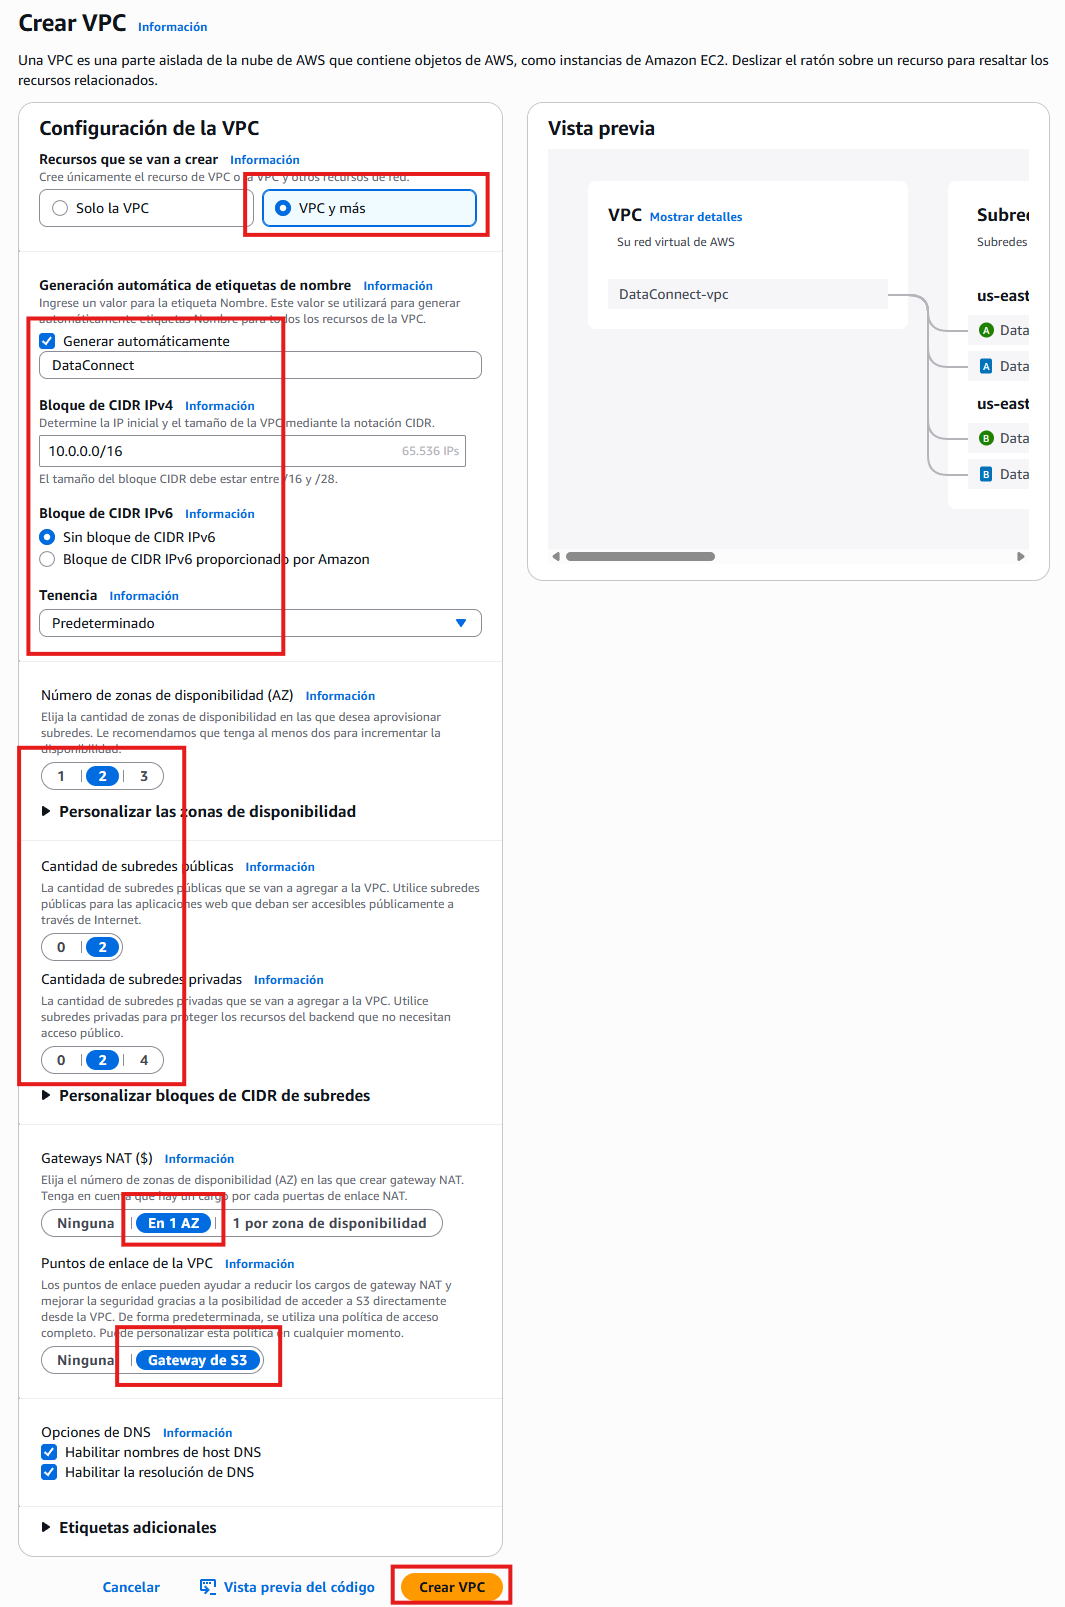 Crear VPC Información
Una VPC es una parte aislada de la nube de AWS que contiene objetos de AWS, como instancias de Amazon EC2. Deslizar el ratón sobre un recurso para resaltar los
recursos relacionados.
Configuración de la VPC
Recursos que se van a crear Información
Cree únicamente el recurso de VPC o la VPC y otros recursos de red.
Solo la VPC
VPC y más
Generación automática de etiquetas de nombre Información
Ingrese un valor para la etiqueta Nombre. Este valor se utilizará para generar
automáticamente etiquetas Nombre para todos los recursos de la VPC.
Generar automáticamente
DataConnect
Bloque de CIDR IPv4 Información
Determine la IP inicial y el tamaño de la VPC mediante la notación CIDR.
10.0.0.0/16 65.536 IPs
El tamaño del bloque CIDR debe estar entre /16 y /28.
Bloque de CIDR IPv6 Información
Sin bloque de CIDR IPv6
Bloque de CIDR IPv6 proporcionado por Amazon
Tenencia Información
Predeterminado
Número de zonas de disponibilidad (AZ) Información
Elija la cantidad de zonas de disponibilidad en las que desea aprovisionar
subredes. Le recomendamos que tenga al menos dos para incrementar la
disponibilidad.
1 2 3
Personalizar las zonas de disponibilidad
Cantidad de subredes públicas Información
La cantidad de subredes públicas que se van a agregar a la VPC. Utilice subredes
públicas para las aplicaciones web que deban ser accesibles públicamente a
través de Internet.
0 2
Cantidada de subredes privadas Información
La cantidad de subredes privadas que se van a agregar a la VPC. Utilice
subredes privadas para proteger los recursos del backend que no necesitan
acceso público.
0 2 4
Personalizar bloques de CIDR de subredes
Gateways NAT ($) Información
Elija el número de zonas de disponibilidad (AZ) en las que crear gateway NAT.
Tenga en cuenta que hay un cargo por cada puertas de enlace NAT.
Ninguna En 1 AZ 1 por zona de disponibilidad
Puntos de enlace de la VPC Información
Los puntos de enlace pueden ayudar a reducir los cargos de gateway NAT y
mejorar la seguridad gracias a la posibilidad de acceder a S3 directamente
desde la VPC. De forma predeterminada, se utiliza una política de acceso
completo. Puede personalizar esta política en cualquier momento.
Ninguna Gateway de S3
Opciones de DNS Información
Habilitar nombres de host DNS
Habilitar la resolución de DNS
Etiquetas adicionales
Cancelar Vista previa del código Crear VPC
Vista previa
VPC Mostrar detalles
Su red virtual de AWS
DataConnect-vpc
Subre
Subredes
us-east
A Data
A Data
us-east
B Data
B Data